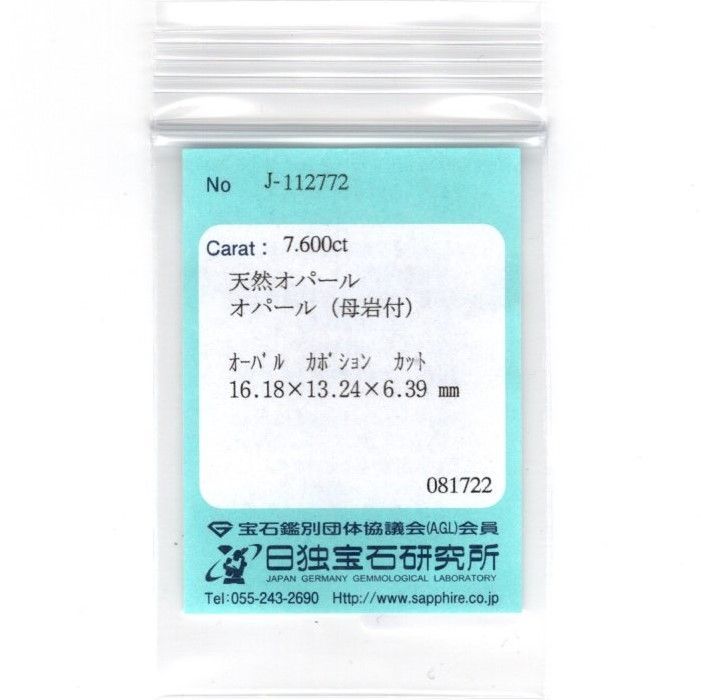 No J-112772
Carat: 7.600ct
天然オパール
オパール (母岩付)
ｵｰﾊﾞﾙ ｶﾎﾞｼｮﾝ ｶｯﾄ
16.18×13.24×6.39 mm
081722
宝石鑑別団体協議会(AGL)会員
日独宝石研究所
JAPAN GERMANY GEMMOLOGICAL LABORATORY
Tel:055-243-2690 Http://www.sapphire.co.jp